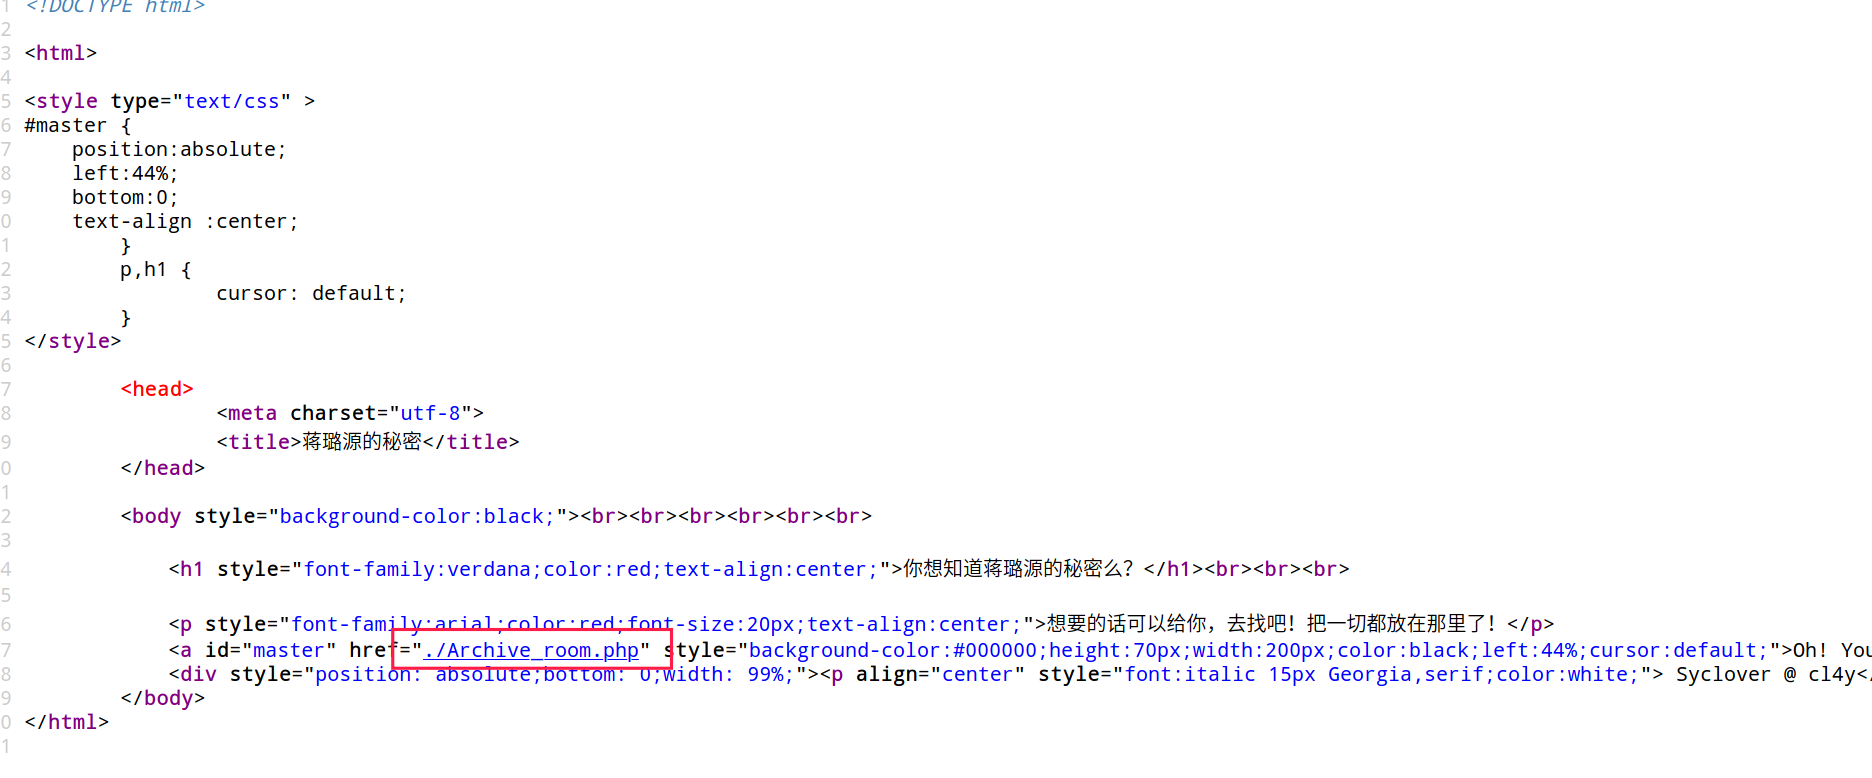 1 <!DOCTYPE html>
2
3 <html>
4
5 <style type="text/css" >
6 #master {
7 position:absolute;
8 left:44%;
9 bottom:0;
0 text-align :center;
1 }
2 p,h1 {
3 cursor: default;
4 }
5 </style>
6
7 <head>
8 <meta charset="utf-8">
9 <title>蒋璐源的秘密</title>
0 </head>
1
2 <body style="background-color:black;"><br><br><br><br><br><br>
3
4 <h1 style="font-family:verdana;color:red;text-align:center;">你想知道蒋璐源的秘密么？</h1><br><br><br>
5
6 <p style="font-family:arial;color:red;font-size:20px;text-align:center;">想要的话可以给你，去找吧！把一切都放在那里了！</p>
7 <a id="master" href="./Archive_room.php" style="background-color:#000000;height:70px;width:200px;color:black;left:44%;cursor:default;">Oh! You
8 <div style="position: absolute;bottom: 0;width: 99%;"><p align="center" style="font:italic 15px Georgia,serif;color:white;"> Syclover @ cl4y<
9 </body>
0 </html>
1